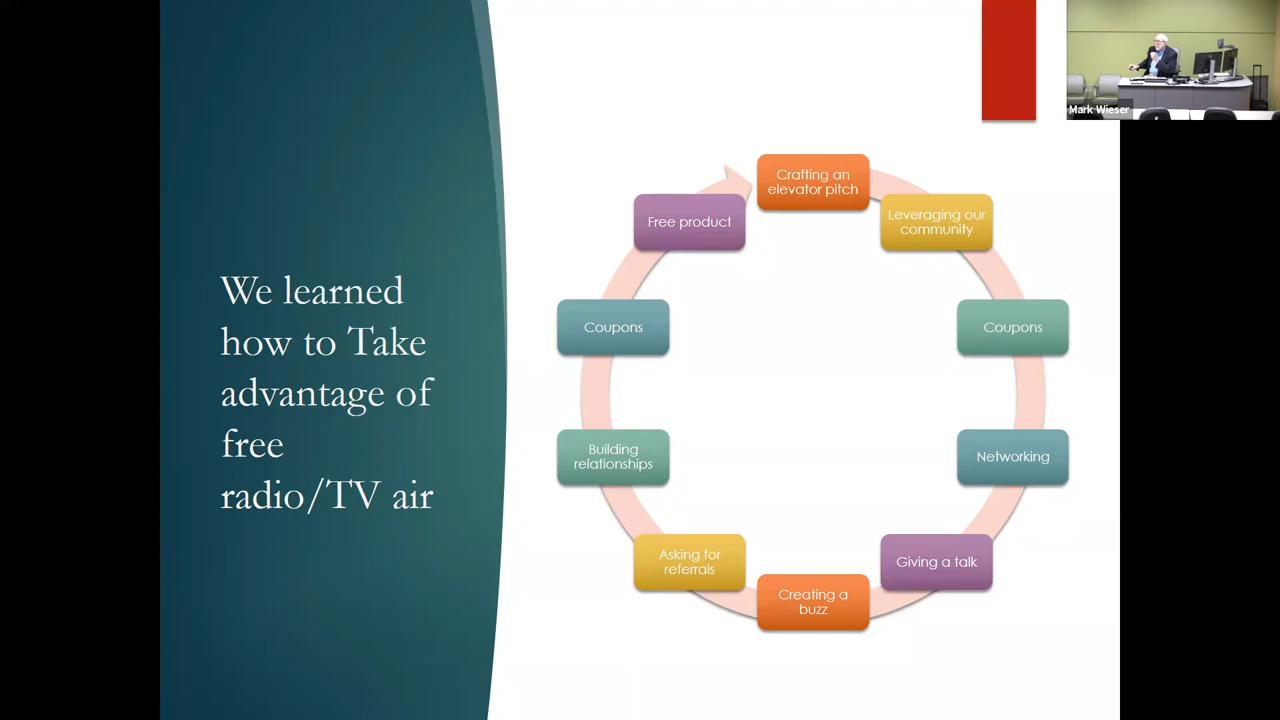 We learned
how to Take
advantage of
free
radio/TV air
Crafting an
elevator pitch
Leveraging our
community
Coupons
Networking
Giving a talk
Creating a
buzz
Asking for
referrals
Building
relationships
Coupons
Free product
Mark Wieser